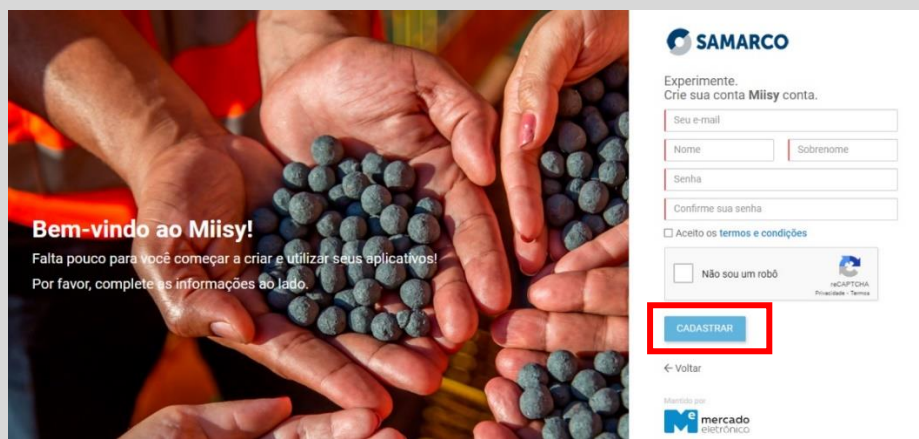 Bem-vindo ao Miisy!
Falta pouco para você começar a criar e utilizar seus aplicativos!
Por favor, complete as informações ao lado.
SAMARCO
Experimente.
Crie sua conta Miisy conta.
Seu e-mail
Nome
Sobrenome
Senha
Confirme sua senha
Aceito os termos e condições
Não sou um robô
reCAPTCHA
Privacidade - Termos
CADASTRAR
← Voltar
Mantido por
Me mercado
eletrônico